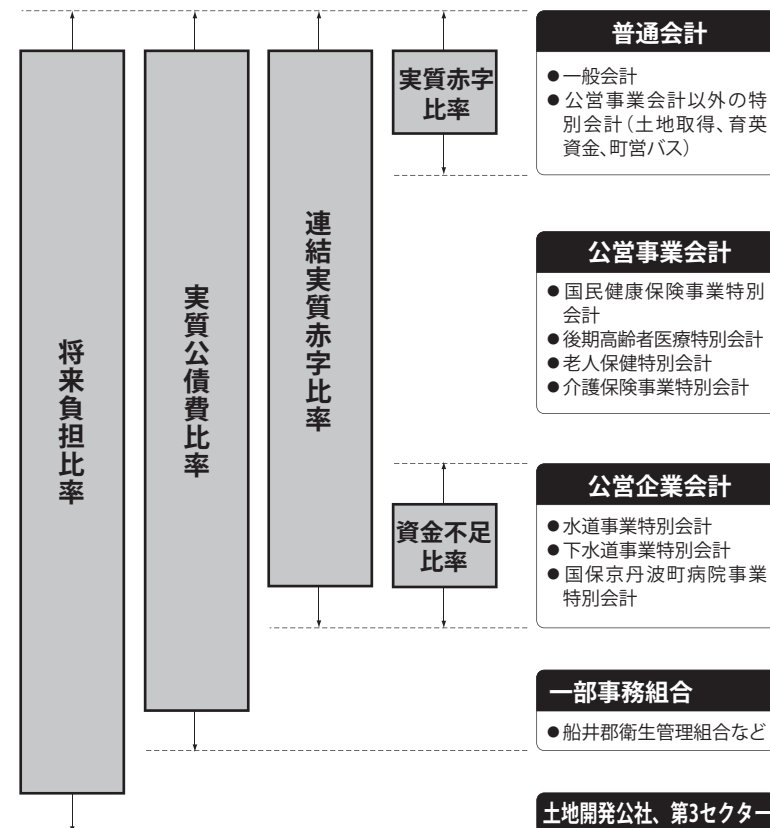 将来負担比率
実質公債費比率
連結実質赤字比率
実質赤字
比率
資金不足
比率
普通会計
●一般会計
●公営事業会計以外の特
別会計(土地取得、育英
資金、町営バス)
公営事業会計
●国民健康保険事業特別
会計
●後期高齢者医療特別会計
●老人保健特別会計
●介護保険事業特別会計
公営企業会計
●水道事業特別会計
●下水道事業特別会計
●国保京丹波町病院事業
特別会計
一部事務組合
●船井郡衛生管理組合など
土地開発公社、第3セクター